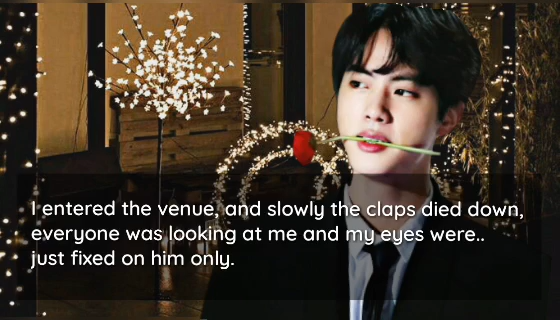 I entered the venue, and slowly the claps died down,
everyone was looking at me and my eyes were..
just fixed on him only.